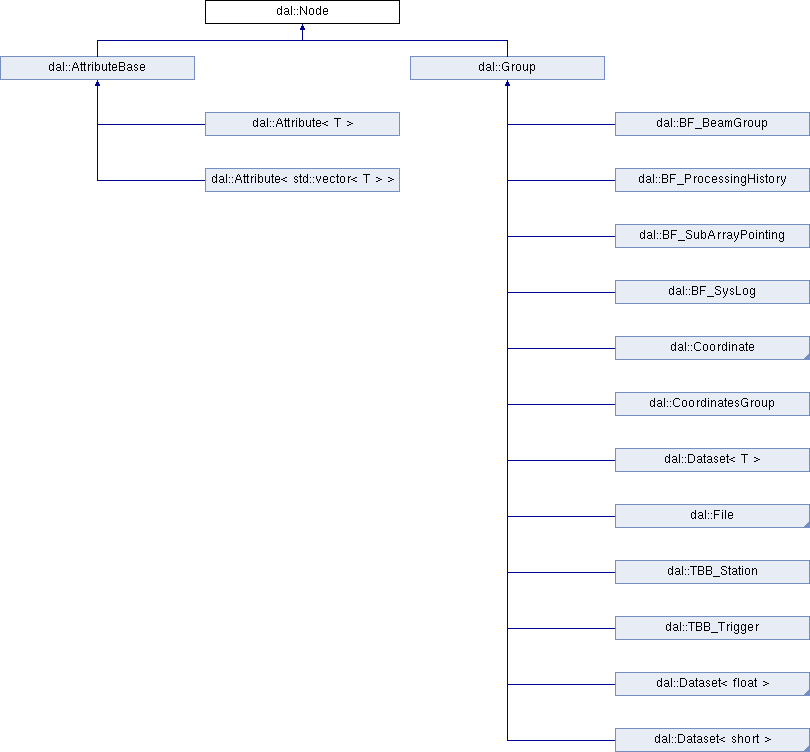 dal::Node
dal::AttributeBase
dal::Group
dal::Attribute< T >
dal::BF_BeamGroup
dal::Attribute< std::vector< T > >
dal::BF_ProcessingHistory
dal::BF_SubArrayPointing
dal::BF_SysLog
dal::Coordinate
dal::CoordinatesGroup
dal::Dataset< T >
dal::File
dal::TBB_Station
dal::TBB_Trigger
dal::Dataset< float >
dal::Dataset< short >